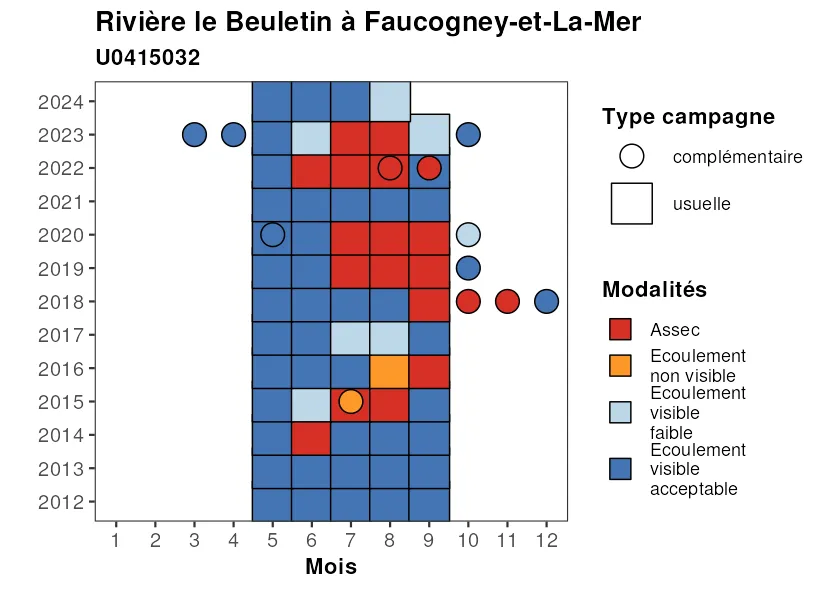 Rivière le Beuletin à Faucogney-et-La-Mer
U0415032
2024
2023
2022
2021
2020
2019
2018
2017
2016
2015
2014
2013
2012
1 2 3 4 5 6 7 8 9 10 11 12
Mois
Type campagne
complémentaire
usuelle
Modalités
Assec
Ecoulement
non visible
Ecoulement
visible
faible
Ecoulement
visible
acceptable